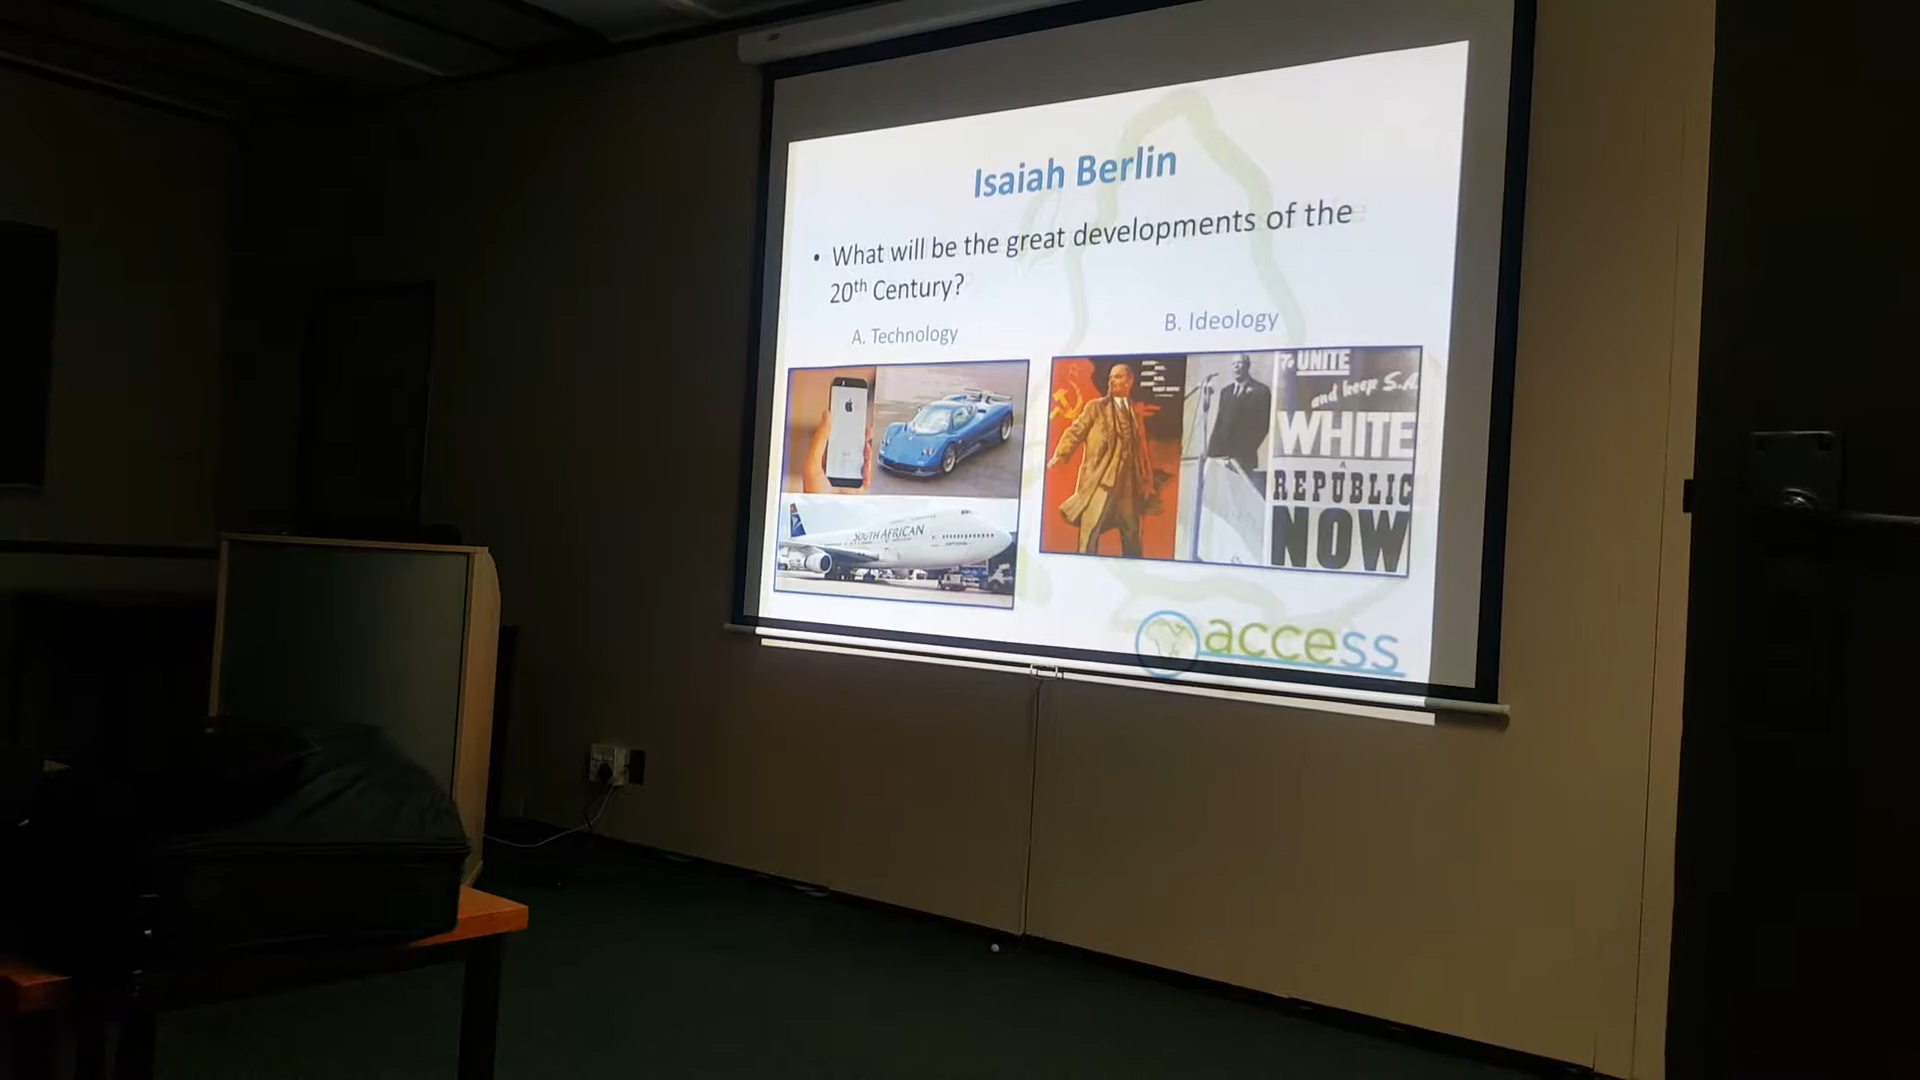 Isaiah Berlin
• What will be the great developments of the
20th Century?
A. Technology
B. Ideology
SOUTH AFRICAN
To UNITE
and keep S.A.
WHITE
A
REPUBLIC
NOW
access